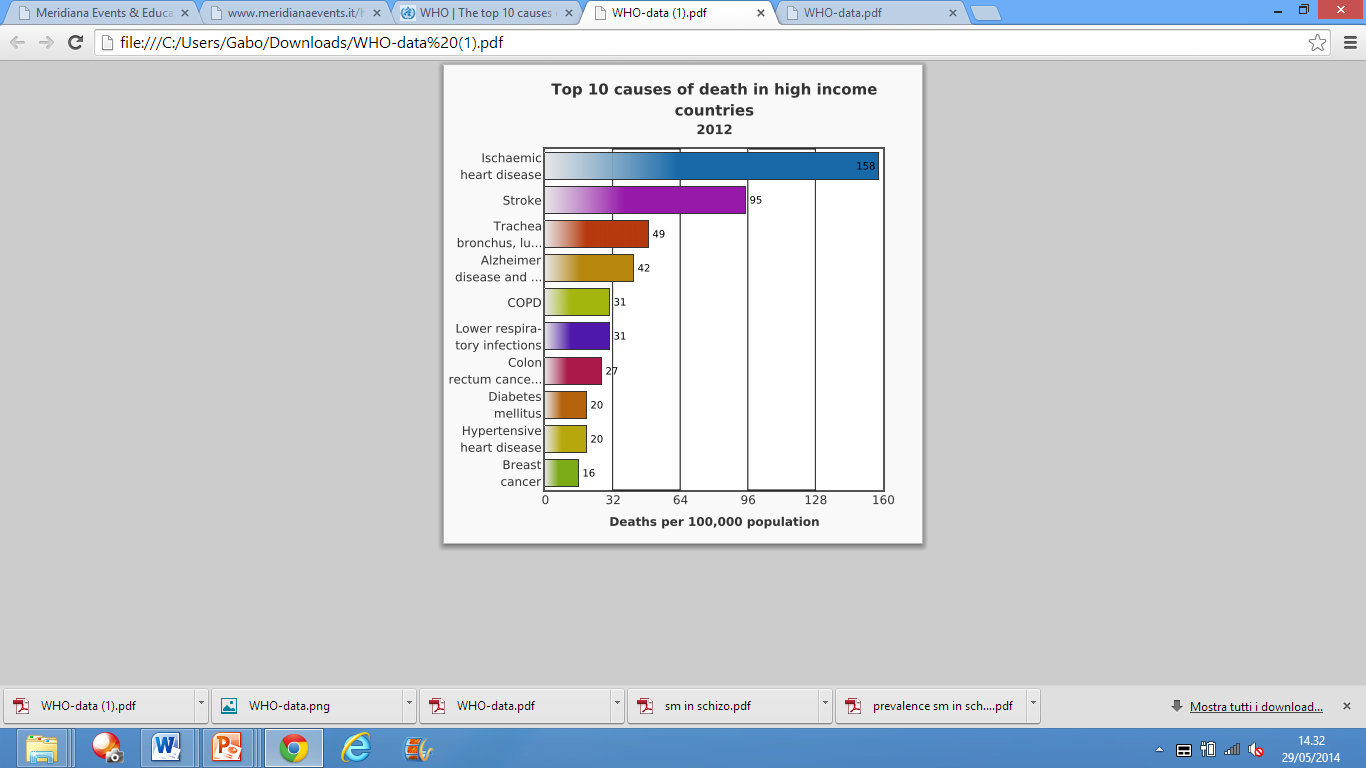 Meridiana Events & Educa
www.meridianaevents.it/
WHO | The top 10 causes
WHO-data (1).pdf
WHO-data.pdf
file:///C:/Users/Gabo/Downloads/WHO-data%20(1).pdf
Top 10 causes of death in high income
countries
2012
Ischaemic
heart disease
158
Stroke
95
Trachea
bronchus, lu...
49
Alzheimer
disease and ...
42
COPD
31
Lower respira-
tory infections
31
Colon
rectum cance...
27
Diabetes
mellitus
20
Hypertensive
heart disease
20
Breast
cancer
16
0 32 64 96 128 160
Deaths per 100,000 population
WHO-data (1).pdf
WHO-data.png
WHO-data.pdf
sm in schizo.pdf
prevalence sm in sch....pdf
Mostra tutti i download...
14.32
29/05/2014